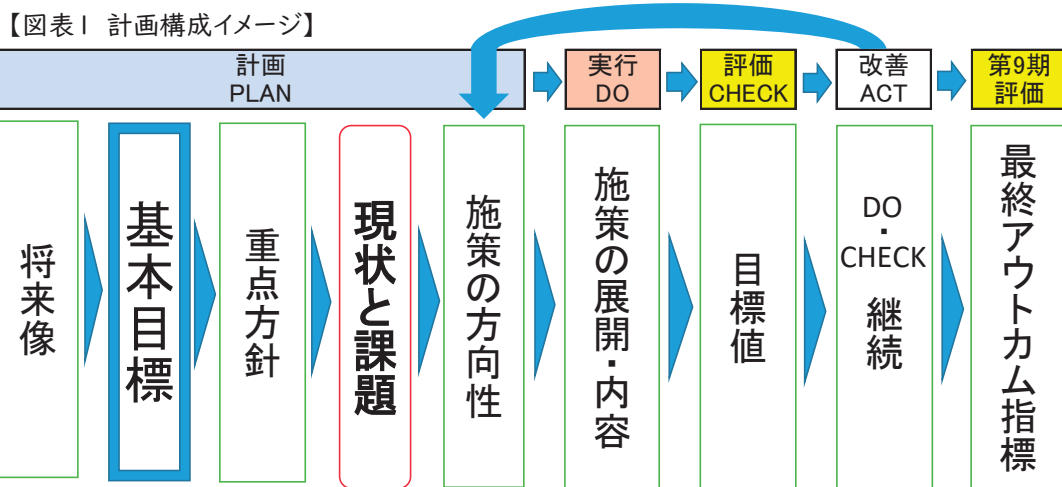 【図表1 計画構成イメージ】
計画
PLAN
実行
DO
評価
CHECK
改善
ACT
第9期
評価
将来像
基本目標
重点方針
現状と課題
施策の方向性
施策の展開・内容
目標値
DO
・
CHECK
継続
最終アウトカム指標